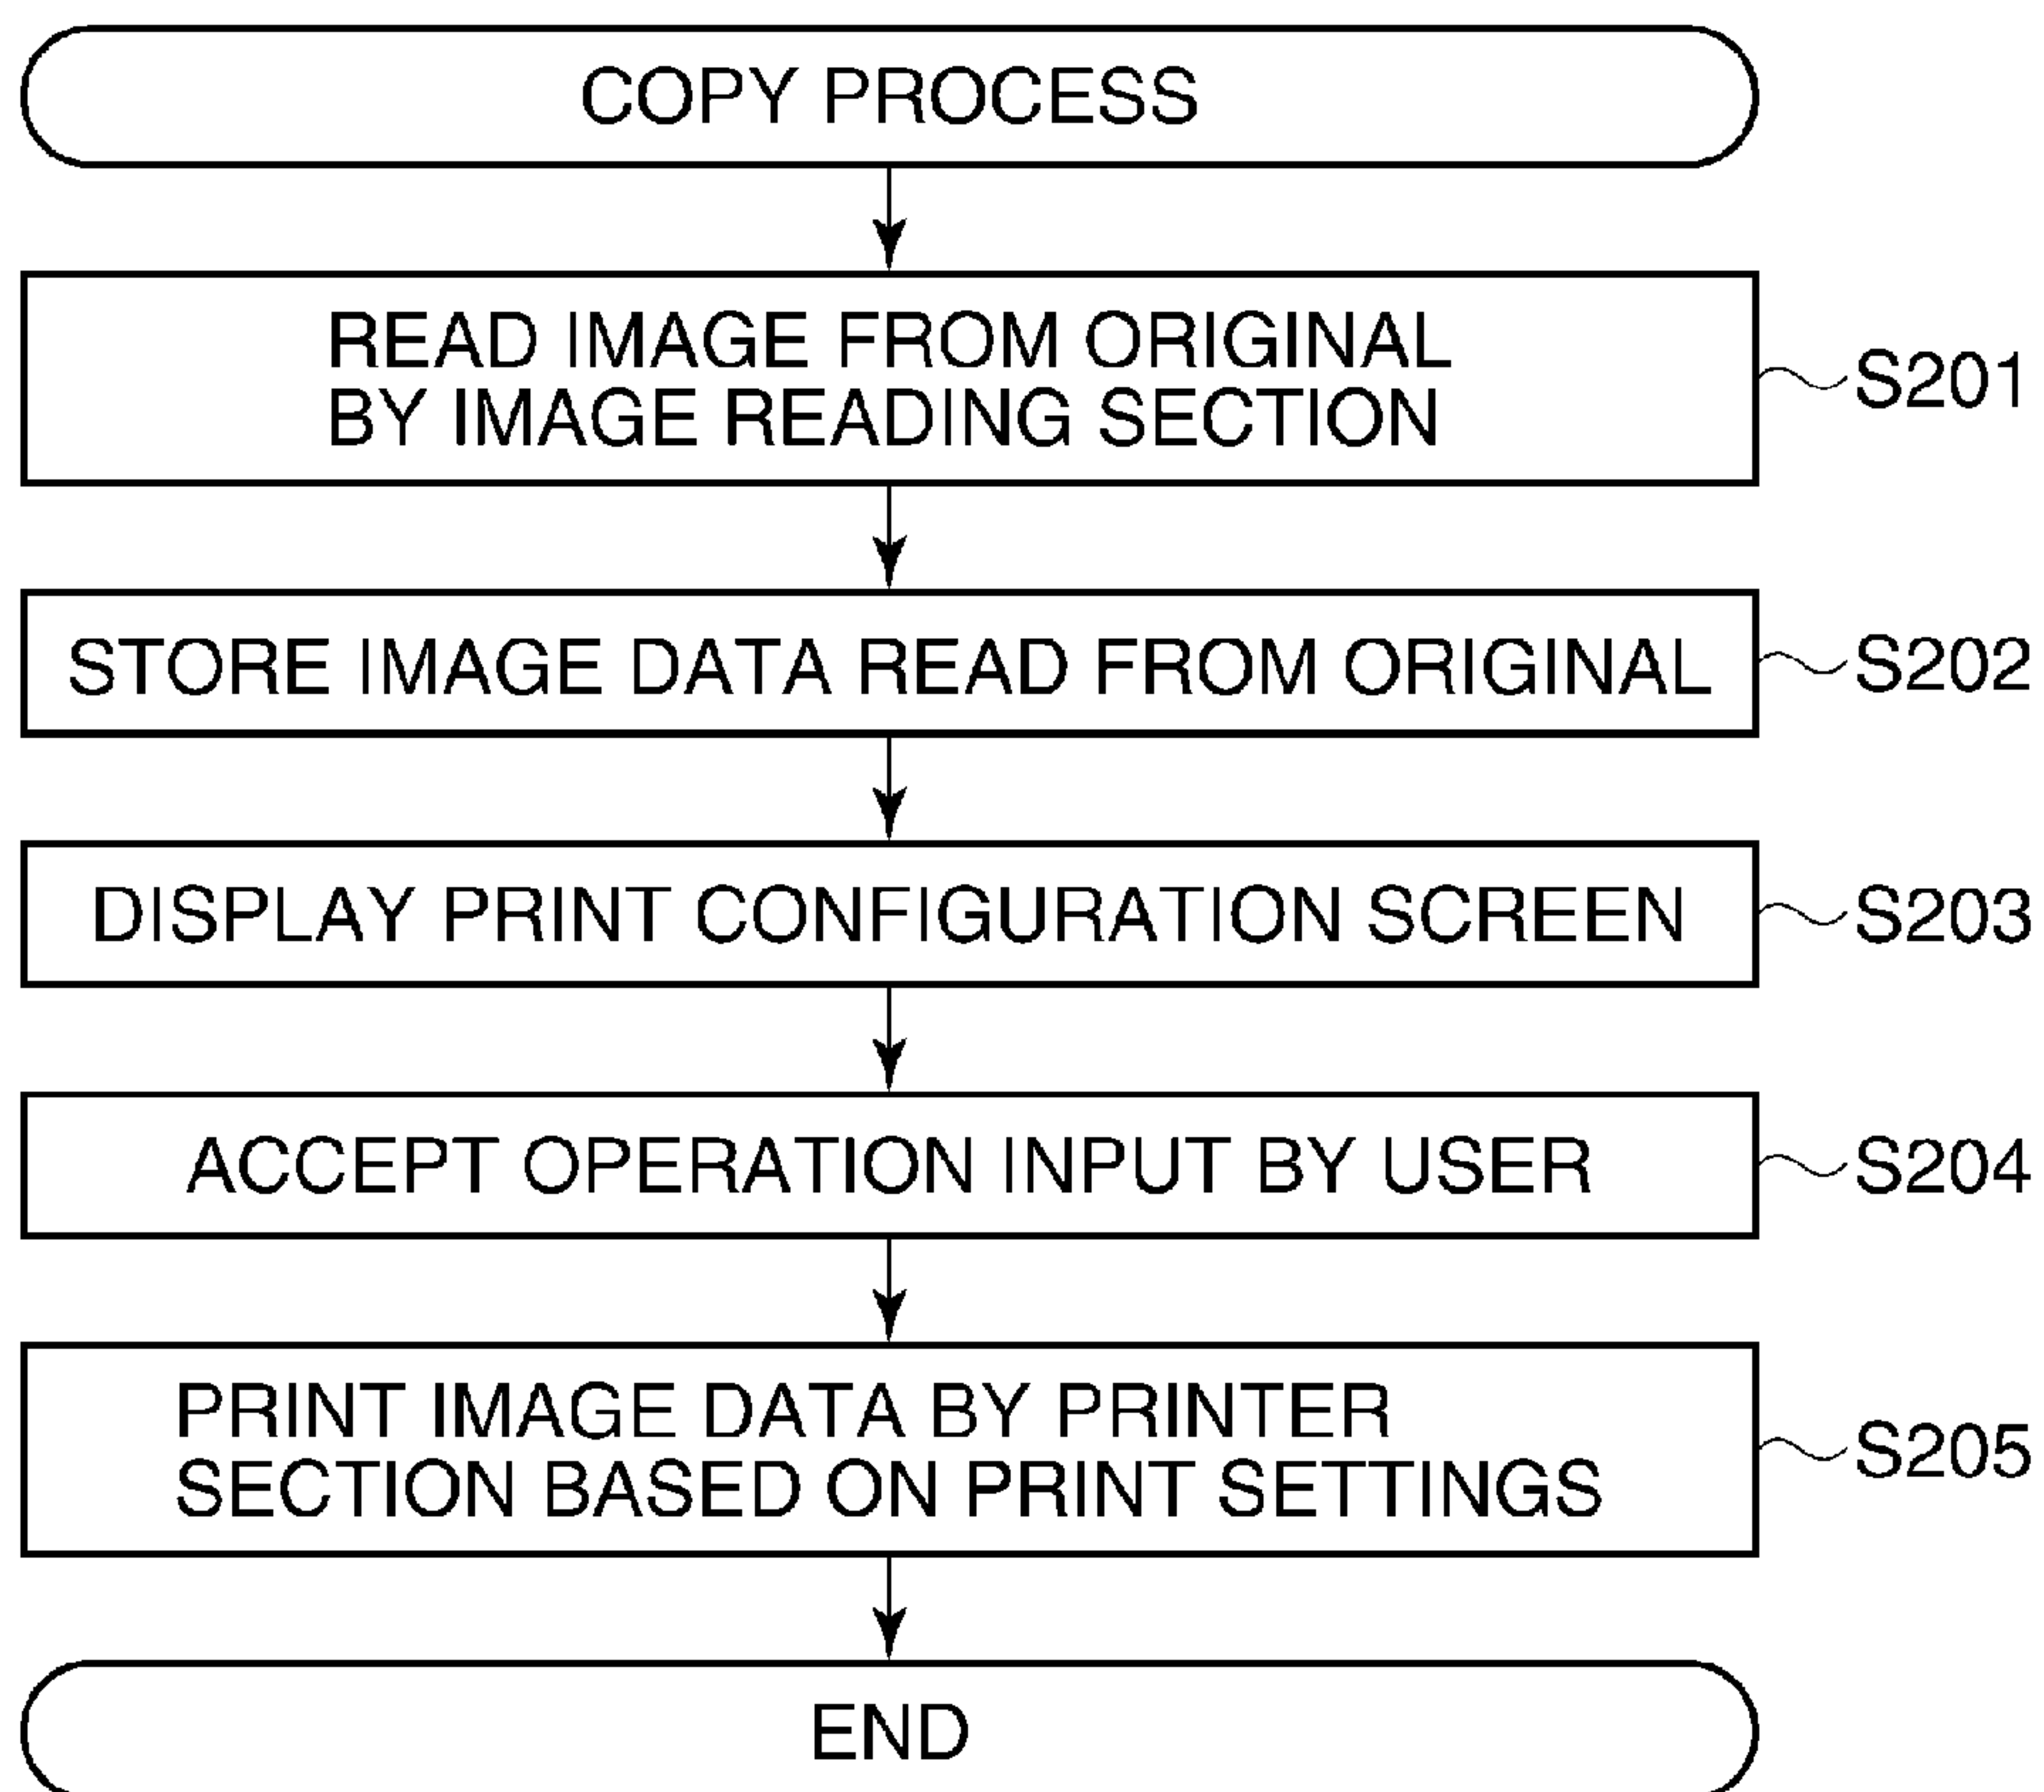 COPY PROCESS
READ IMAGE FROM ORIGINAL
BY IMAGE READING SECTION
S201
STORE IMAGE DATA READ FROM ORIGINAL
S202
DISPLAY PRINT CONFIGURATION SCREEN
S203
ACCEPT OPERATION INPUT BY USER
S204
PRINT IMAGE DATA BY PRINTER
SECTION BASED ON PRINT SETTINGS
S205
END